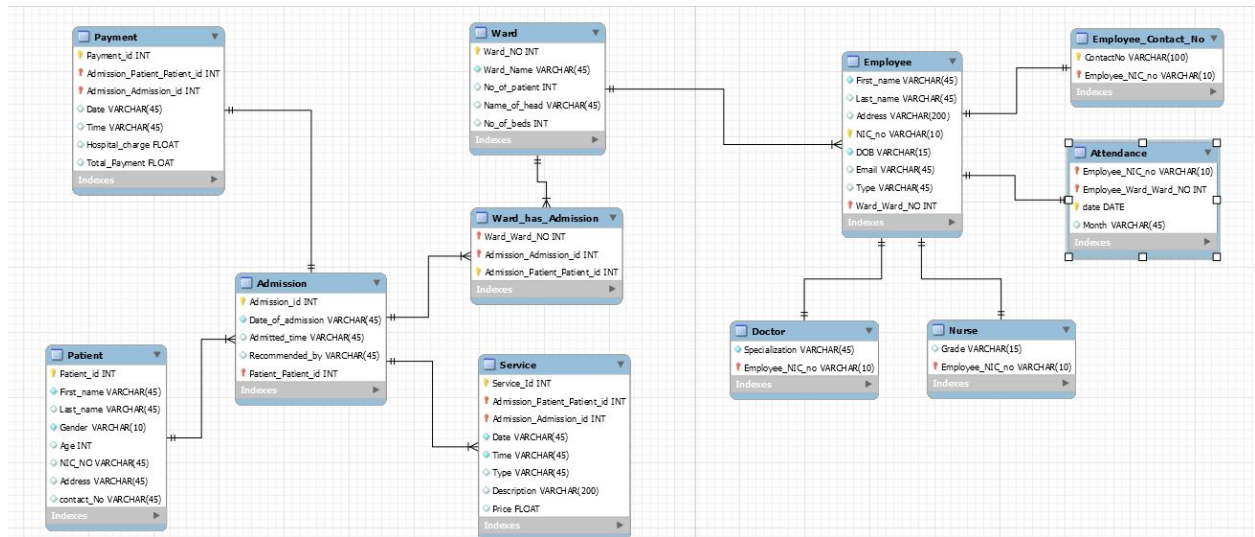 Payment
Payment_id INT
Admission_Patient_Patient_id INT
Admission_Admission_id INT
Date VARCHAR(45)
Time VARCHAR(45)
Hospital_charge FLOAT
Total_Payment FLOAT
Indexes
Ward
Ward_NO INT
Ward_Name VARCHAR(45)
No_of_patient INT
Name_of_head VARCHAR(45)
No_of_beds INT
Indexes
Employee
First_name VARCHAR(45)
Last_name VARCHAR(45)
Address VARCHAR(200)
NIC_no VARCHAR(10)
DOB VARCHAR(15)
Email VARCHAR(45)
Type VARCHAR(45)
Ward_Ward_NO INT
Indexes
Employee_Contact_No
ContactNo VARCHAR(100)
Employee_NIC_no VARCHAR(10)
Indexes
Attendance
Employee_NIC_no VARCHAR(10)
Employee_Ward_Ward_NO INT
date DATE
Month VARCHAR(45)
Indexes
Ward_has_Admission
Ward_Ward_NO INT
Admission_Admission_id INT
Admission_Patient_Patient_id INT
Indexes
Admission
Admission_id INT
Date_of_admission VARCHAR(45)
Admitted_time VARCHAR(45)
Recommended_by VARCHAR(45)
Patient_Patient_id INT
Indexes
Patient
Patient_id INT
First_name VARCHAR(45)
Last_name VARCHAR(45)
Gender VARCHAR(10)
Age INT
NIC_NO VARCHAR(45)
Address VARCHAR(45)
contact_No VARCHAR(45)
Indexes
Service
Service_Id INT
Admission_Patient_Patient_id INT
Admission_Admission_id INT
Date VARCHAR(45)
Time VARCHAR(45)
Type VARCHAR(45)
Description VARCHAR(200)
Price FLOAT
Indexes
Doctor
Specialization VARCHAR(45)
Employee_NIC_no VARCHAR(10)
Indexes
Nurse
Grade VARCHAR(15)
Employee_NIC_no VARCHAR(10)
Indexes